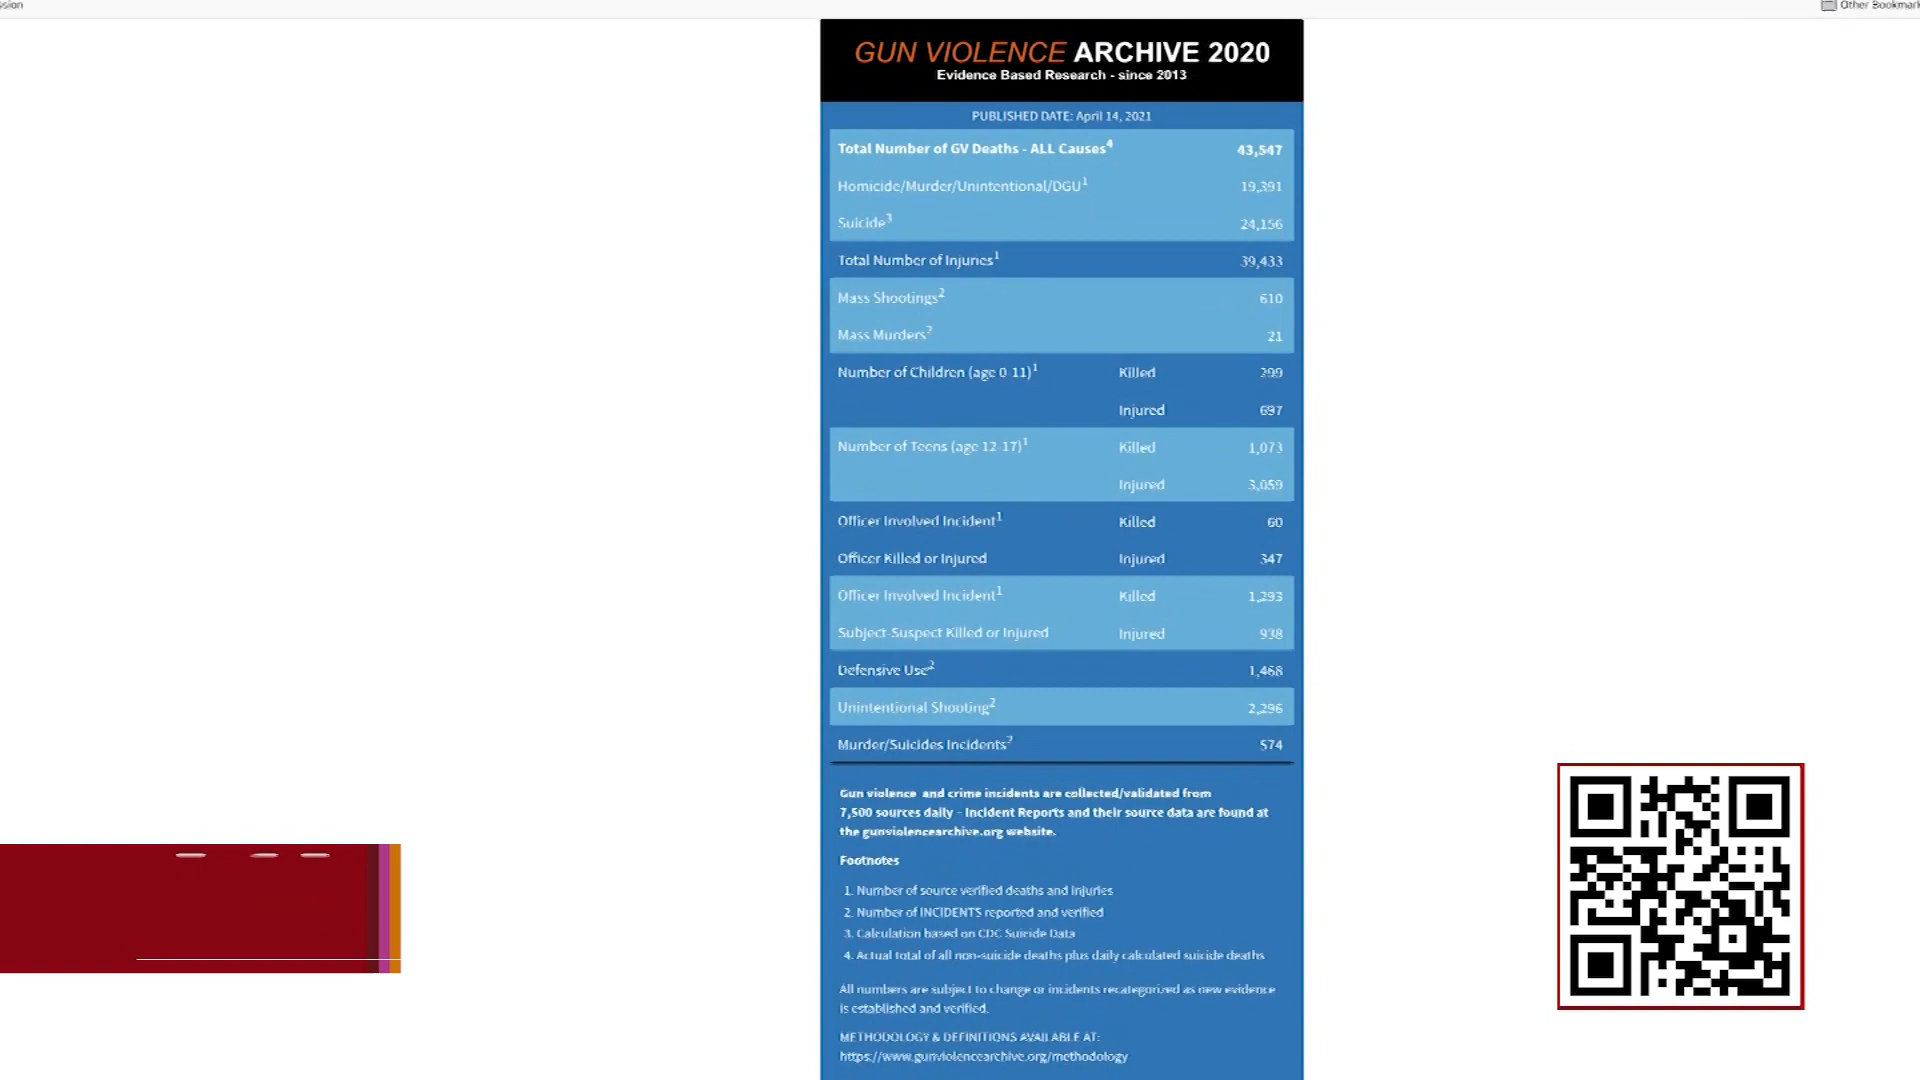 ssion
Other Bookmark
GUN VIOLENCE ARCHIVE 2020
Evidence Based Research - since 2013
PUBLISHED DATE: April 14, 2021
Total Number of GV Deaths - ALL Causes4 43,547
Homicide/Murder/Unintentional/DGU1 19,391
Suicide3 24,156
Total Number of Injuries1 39,433
Mass Shootings2 610
Mass Murders2 21
Number of Children (age 0-11)1 Killed 299
Injured 697
Number of Teens (age 12-17)1 Killed 1,073
Injured 3,059
Officer Involved Incident1 Killed 60
Officer Killed or Injured Injured 347
Officer Involved Incident1 Killed 1,293
Subject-Suspect Killed or Injured Injured 938
Defensive Use2 1,468
Unintentional Shooting2 2,296
Murder/Suicides Incidents2 574
Gun violence and crime incidents are collected/validated from
7,500 sources daily – Incident Reports and their source data are found at
the gunviolencearchive.org website.
Footnotes
1. Number of source verified deaths and injuries
2. Number of INCIDENTS reported and verified
3. Calculation based on CDC Suicide Data
4. Actual total of all non-suicide deaths plus daily calculated suicide deaths
All numbers are subject to change or incidents recategorized as new evidence
is established and verified.
METHODOLOGY & DEFINITIONS AVAILABLE AT:
https://www.gunviolencearchive.org/methodology